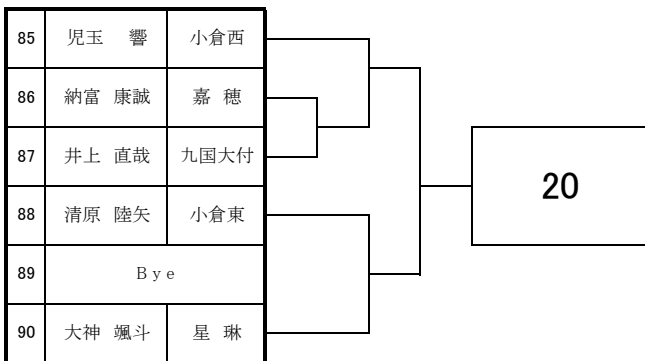 85 児玉 響 小倉西
86 納富 康誠 嘉 穂
87 井上 直哉 九国大付
88 清原 陸矢 小倉東
20
89 Bye
90 大神 颯斗 星 琳